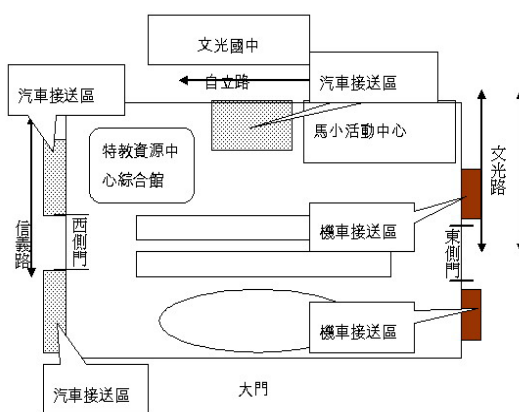 文光國中
自立路
汽車接送區
汽車接送區
馬小活動中心
特教資源中
心綜合館
文光路
信義路
西側門
機車接送區
東側門
機車接送區
汽車接送區
大門